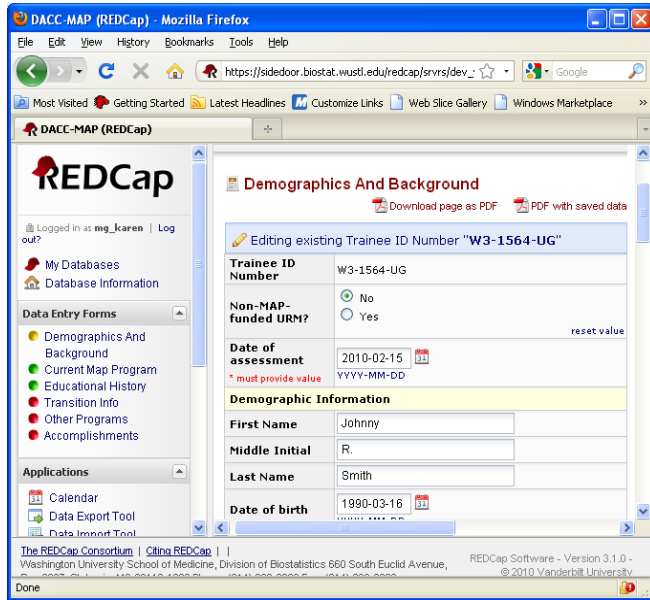 DACC-MAP (REDCap) - Mozilla Firefox
File Edit View History Bookmarks Tools Help
https://sidedoor.biostat.wustl.edu/redcap/srvrs/dev_ Google
Most Visited Getting Started Latest Headlines Customize Links Web Slice Gallery Windows Marketplace »
DACC-MAP (REDCap)
REDCap
Logged in as mg_karen | Log out?
My Databases
Database Information
Data Entry Forms
Demographics And
Background
Current Map Program
Educational History
Transition Info
Other Programs
Accomplishments
Applications
Calendar
Data Export Tool
Data Import Tool
Demographics And Background
Download page as PDF PDF with saved data
Editing existing Trainee ID Number "W3-1564-UG"
Trainee ID
Number
W3-1564-UG
Non-MAP-
funded URM?
No
Yes
reset value
Date of
assessment
* must provide value
2010-02-15
YYYY-MM-DD
Demographic Information
First Name Johnny
Middle Initial R.
Last Name Smith
Date of birth 1990-03-16
The REDCap Consortium | Citing REDCap | |
Washington University School of Medicine, Division of Biostatistics 660 South Euclid Avenue,
REDCap Software - Version 3.1.0 -
© 2010 Vanderbilt University
Done